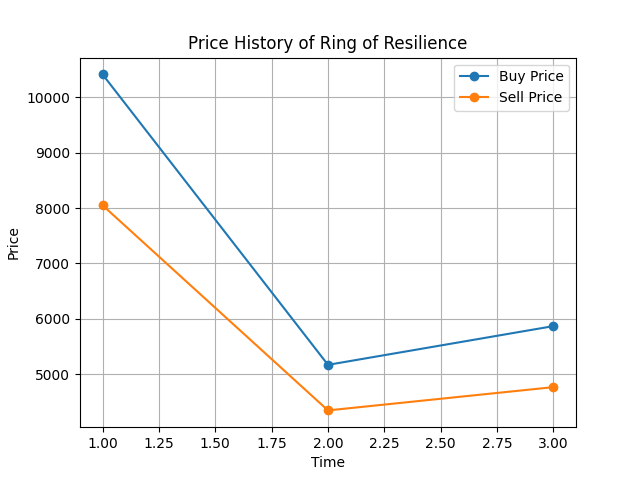 Price History of Ring of Resilience
Buy Price
Sell Price
Price
10000
9000
8000
7000
6000
5000
1.00 1.25 1.50 1.75 2.00 2.25 2.50 2.75 3.00
Time